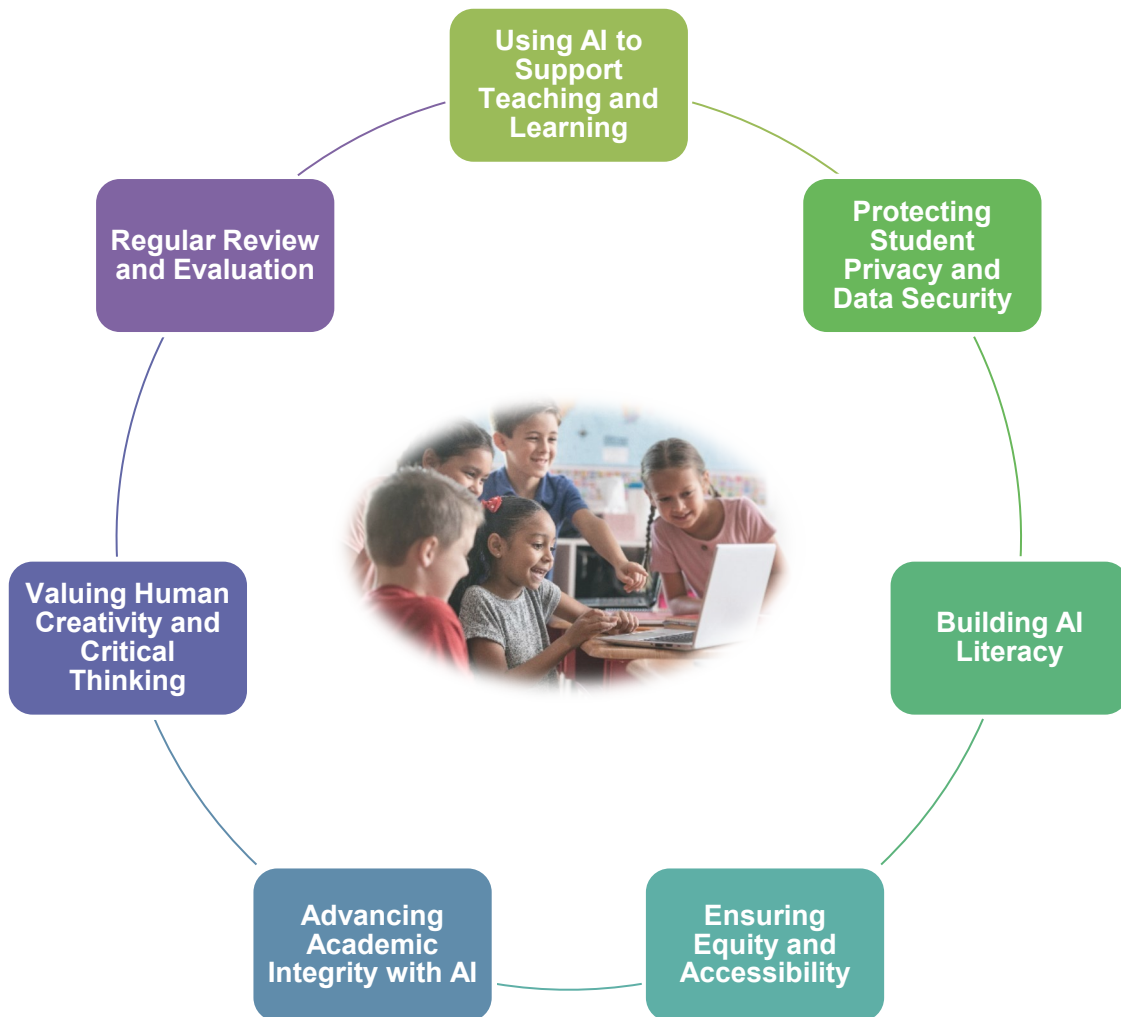 Using AI to
Support
Teaching and
Learning
Protecting
Student
Privacy and
Data Security
Building AI
Literacy
Ensuring
Equity and
Accessibility
Advancing
Academic
Integrity with AI
Valuing Human
Creativity and
Critical
Thinking
Regular Review
and Evaluation